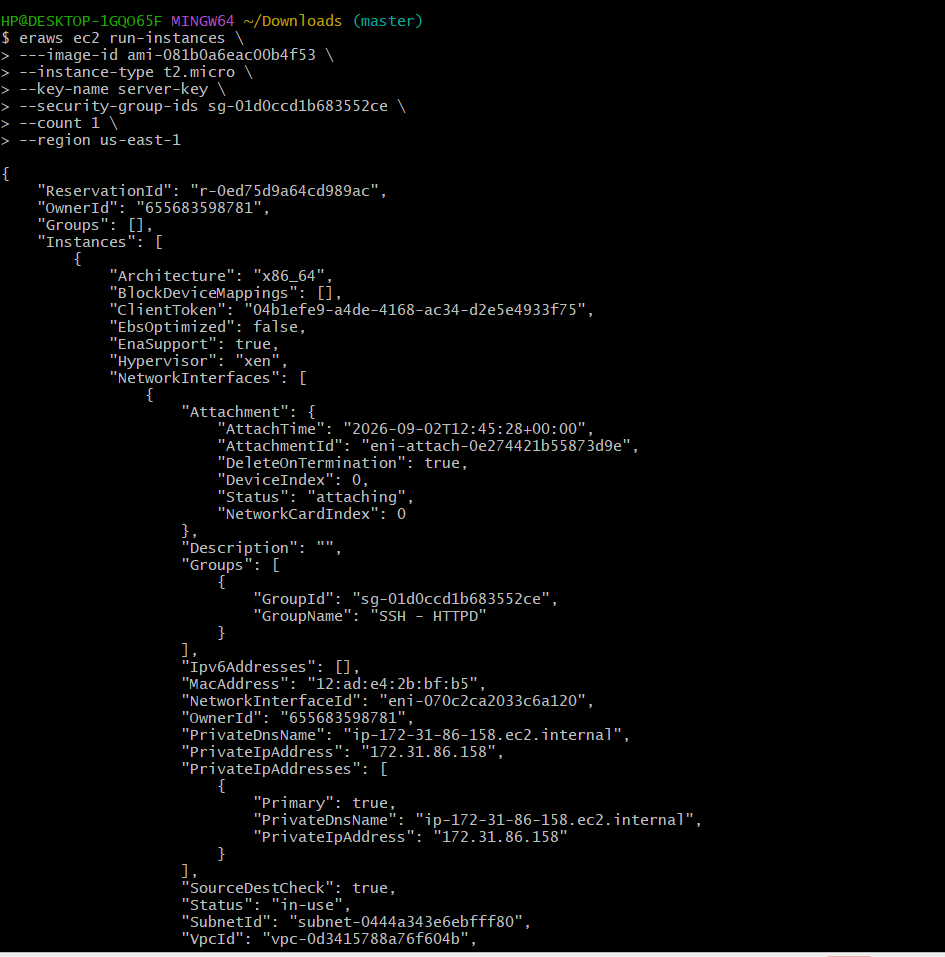 HP@DESKTOP-1GQO65F MINGW64 ~/Downloads (master)
$ eraws ec2 run-instances \
> ---image-id ami-081b0a6eac00b4f53 \
> --instance-type t2.micro \
> --key-name server-key \
> --security-group-ids sg-01d0ccd1b683552ce \
> --count 1 \
> --region us-east-1
{
"ReservationId": "r-0ed75d9a64cd989ac",
"OwnerId": "655683598781",
"Groups": [],
"Instances": [
{
"Architecture": "x86_64",
"BlockDeviceMappings": [],
"ClientToken": "04b1efe9-a4de-4168-ac34-d2e5e4933f75",
"EbsOptimized": false,
"EnaSupport": true,
"Hypervisor": "xen",
"NetworkInterfaces": [
{
"Attachment": {
"AttachTime": "2026-09-02T12:45:28+00:00",
"AttachmentId": "eni-attach-0e274421b55873d9e",
"DeleteOnTermination": true,
"DeviceIndex": 0,
"Status": "attaching",
"NetworkCardIndex": 0
},
"Description": "",
"Groups": [
{
"GroupId": "sg-01d0ccd1b683552ce",
"GroupName": "SSH - HTTPD"
}
],
"Ipv6Addresses": [],
"MacAddress": "12:ad:e4:2b:bf:b5",
"NetworkInterfaceId": "eni-070c2ca2033c6a120",
"OwnerId": "655683598781",
"PrivateDnsName": "ip-172-31-86-158.ec2.internal",
"PrivateIpAddress": "172.31.86.158",
"PrivateIpAddresses": [
{
"Primary": true,
"PrivateDnsName": "ip-172-31-86-158.ec2.internal",
"PrivateIpAddress": "172.31.86.158"
}
],
"SourceDestCheck": true,
"Status": "in-use",
"SubnetId": "subnet-0444a343e6ebfff80",
"VpcId": "vpc-0d3415788a76f604b",